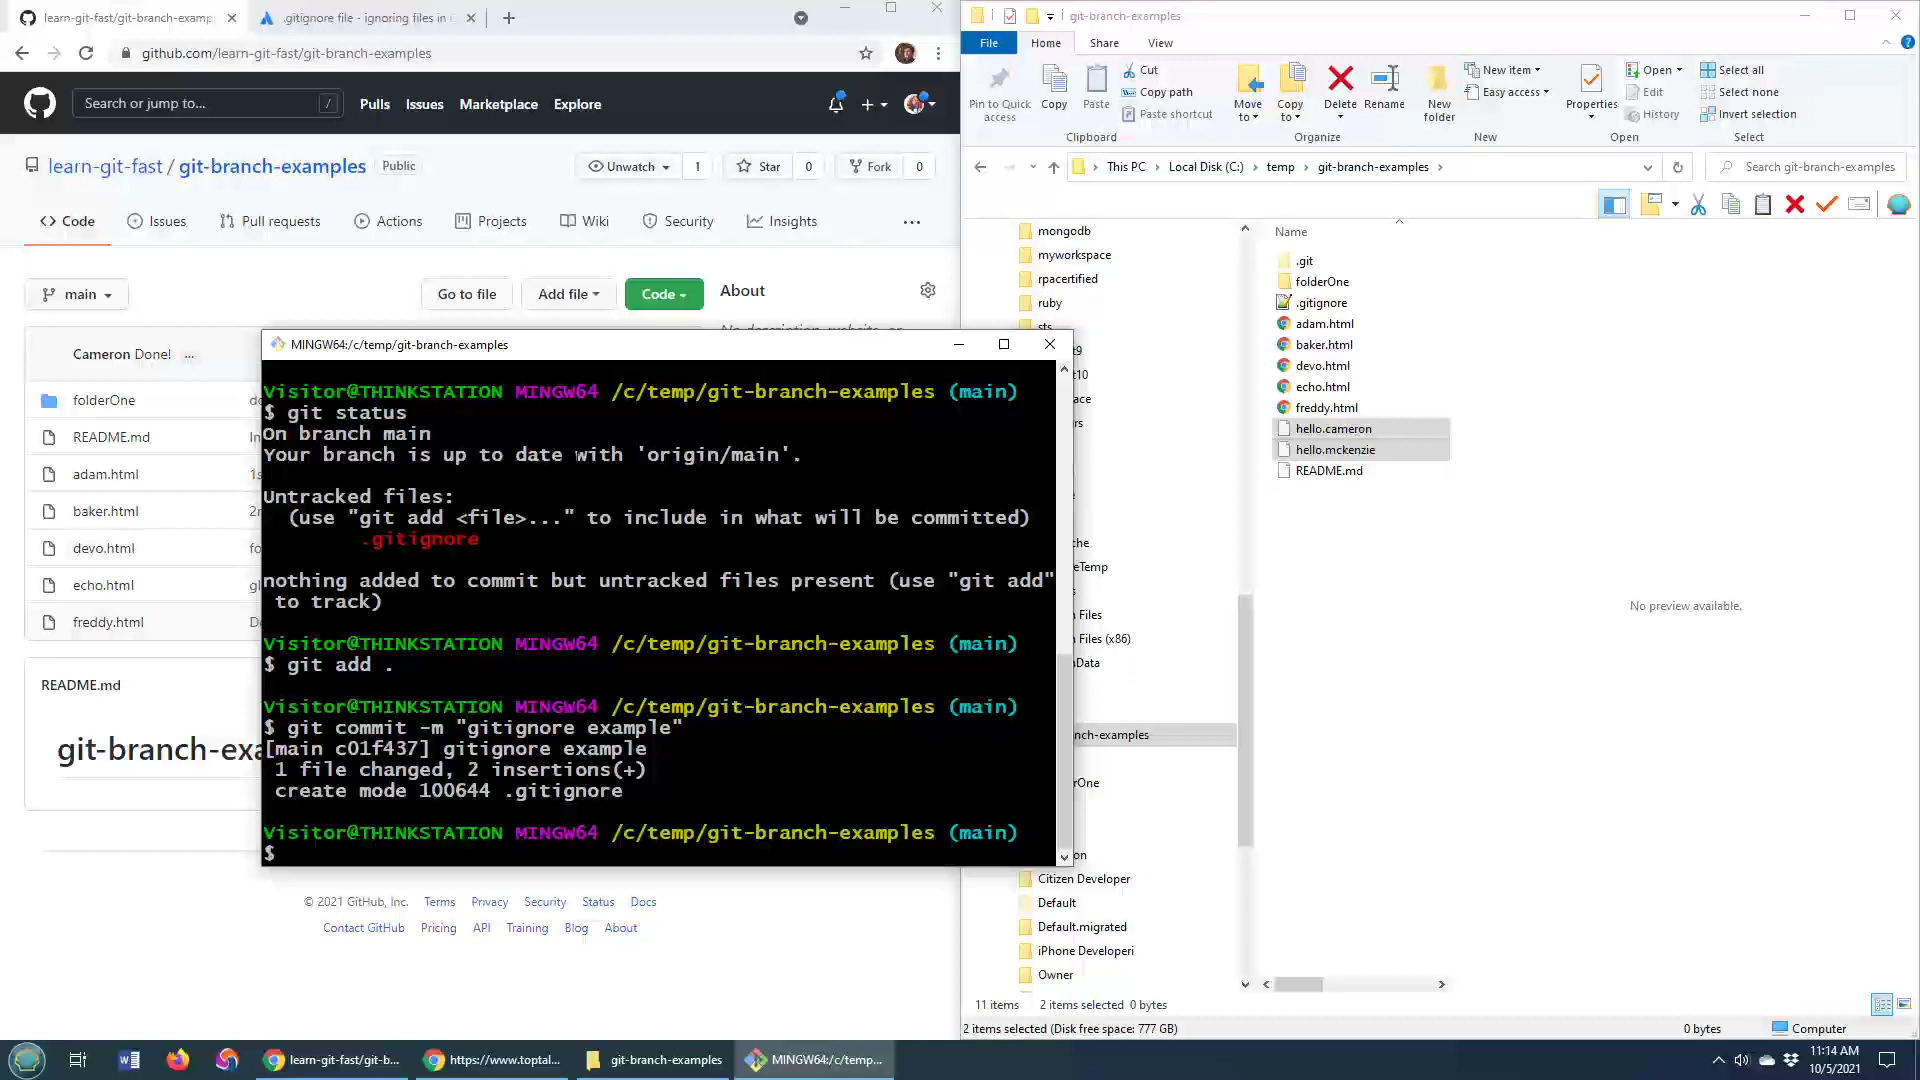 learn-git-fast/git-branch-examp
.gitignore file - ignoring files in
github.com/learn-git-fast/git-branch-examples
Search or jump to...
/
Pulls
Issues
Marketplace
Explore
learn-git-fast / git-branch-examples
Public
Unwatch
1
Star
0
Fork
0
Code
Issues
Pull requests
Actions
Projects
Wiki
Security
Insights
main
Go to file
Add file
Code
About
Cameron Done!
folderOne
README.md
adam.html
baker.html
devo.html
echo.html
freddy.html
README.md
git-branch-exa
© 2021 GitHub, Inc.
Terms
Privacy
Security
Status
Docs
Contact GitHub
Pricing
API
Training
Blog
About
MINGW64:/c/temp/git-branch-examples
Visitor@THINKSTATION MINGW64 /c/temp/git-branch-examples (main)
$ git status
On branch main
Your branch is up to date with 'origin/main'.
Untracked files:
(use "git add <file>..." to include in what will be committed)
.gitignore
nothing added to commit but untracked files present (use "git add"
to track)
Visitor@THINKSTATION MINGW64 /c/temp/git-branch-examples (main)
$ git add .
Visitor@THINKSTATION MINGW64 /c/temp/git-branch-examples (main)
$ git commit -m "gitignore example"
[main c01f437] gitignore example
1 file changed, 2 insertions(+)
create mode 100644 .gitignore
Visitor@THINKSTATION MINGW64 /c/temp/git-branch-examples (main)
$
git-branch-examples
File
Home
Share
View
Pin to Quick
access
Copy
Paste
Cut
Copy path
Paste shortcut
Move
to
Copy
to
Delete
Rename
New
folder
New item
Easy access
Properties
Open
Edit
History
Select all
Select none
Invert selection
Clipboard
Organize
New
Open
Select
This PC
Local Disk (C:)
temp
git-branch-examples
Search git-branch-examples
mongodb
myworkspace
rpacertified
ruby
sts
t9
t10
rs
che
eTemp
s
n Files
n Files (x86)
nData
nch-examples
rOne
on
Citizen Developer
Default
Default.migrated
iPhone Developeri
Owner
Name
.git
folderOne
.gitignore
adam.html
baker.html
devo.html
echo.html
freddy.html
hello.cameron
hello.mckenzie
README.md
No preview available.
11 items
2 items selected 0 bytes
2 items selected (Disk free space: 777 GB)
0 bytes
Computer
learn-git-fast/git-b...
https://www.toptal...
git-branch-examples
MINGW64:/c/temp...
11:14 AM
10/5/2021